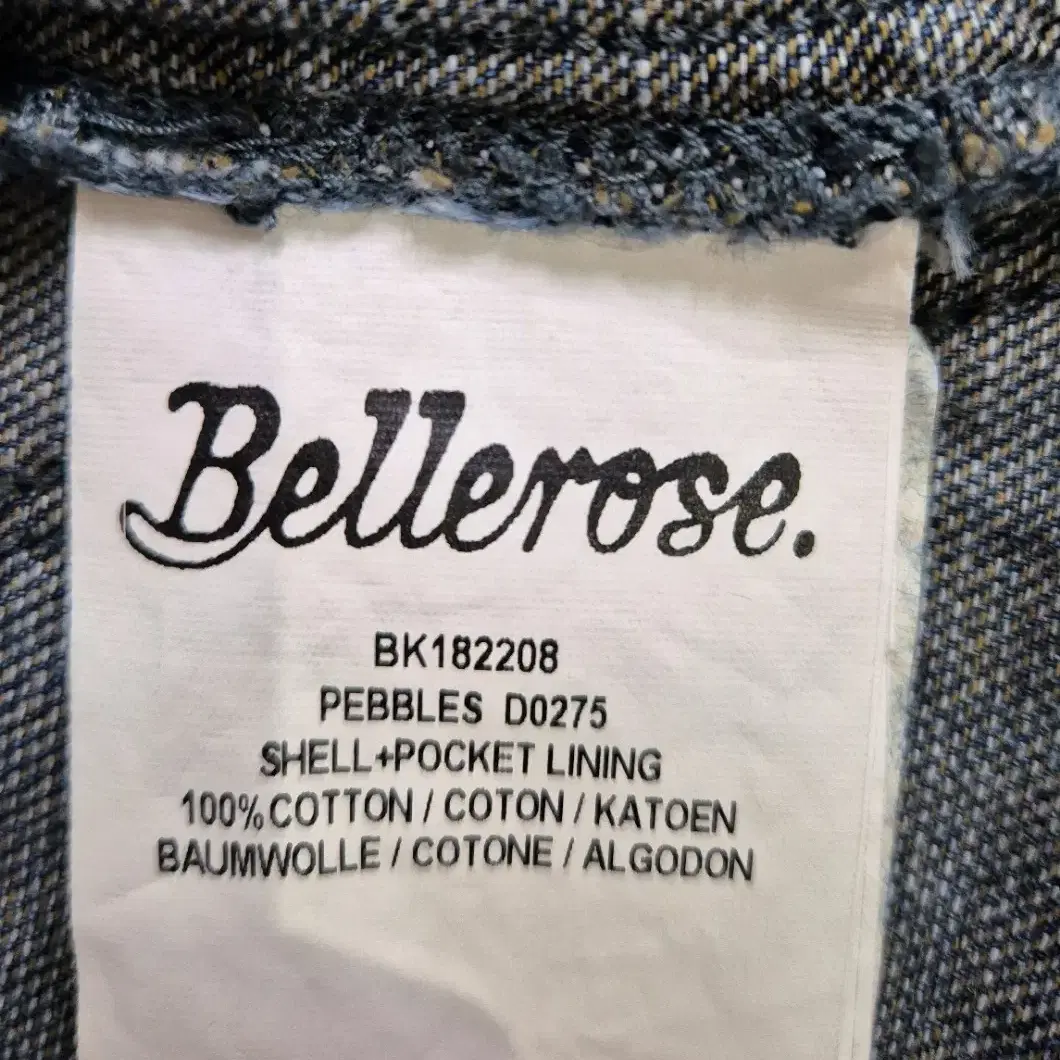 Bellerose.
BK182208
PEBBLES D0275
SHELL+POCKET LINING
100% COTTON / COTON / KATOEN
BAUMWOLLE / COTONE / ALGODON